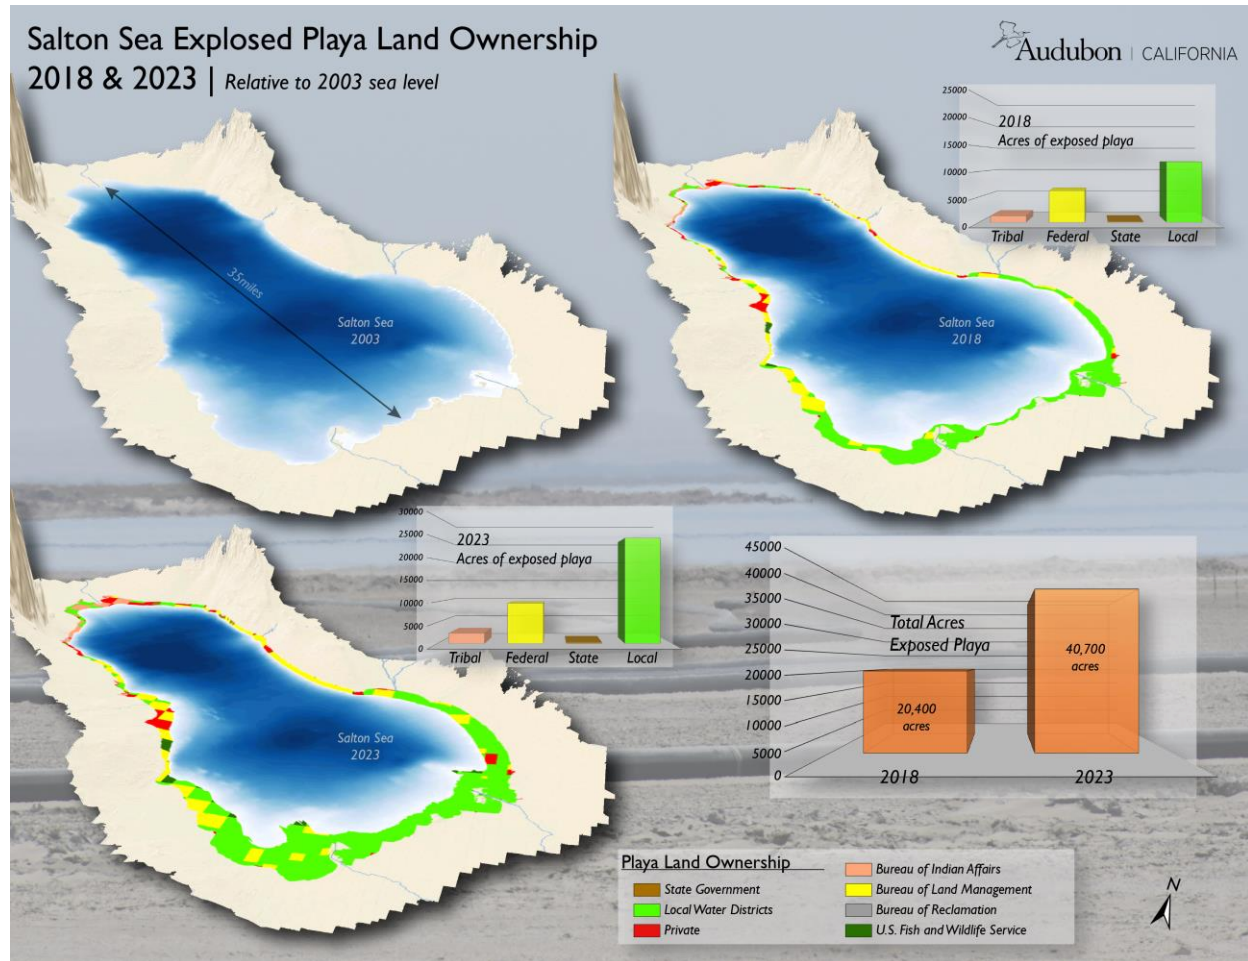 Salton Sea Explosed Playa Land Ownership
2018 & 2023 | Relative to 2003 sea level
Audubon | CALIFORNIA
35miles
Salton Sea
2003
25000
20000
15000
10000
5000
0
2018
Acres of exposed playa
Tribal Federal State Local
Salton Sea
2018
30000
25000
20000
15000
10000
5000
0
2023
Acres of exposed playa
Tribal Federal State Local
Salton Sea
2023
45000
40000
35000
30000
25000
20000
15000
10000
5000
0
Total Acres
Exposed Playa
20,400
acres
40,700
acres
2018 2023
Playa Land Ownership
State Government
Local Water Districts
Private
Bureau of Indian Affairs
Bureau of Land Management
Bureau of Reclamation
U.S. Fish and Wildlife Service
N